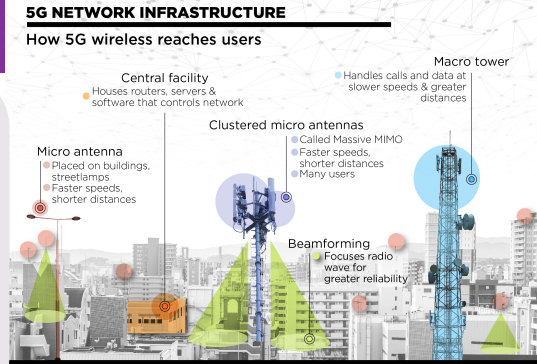 5G NETWORK INFRASTRUCTURE
How 5G wireless reaches users
Macro tower
Handles calls and data at
slower speeds & greater
distances
Central facility
Houses routers, servers &
software that controls network
Clustered micro antennas
Called Massive MIMO
Faster speeds,
shorter distances
Many users
Micro antenna
Placed on buildings,
streetlamps
Faster speeds,
shorter distances
Beamforming
Focuses radio
wave for
greater reliability